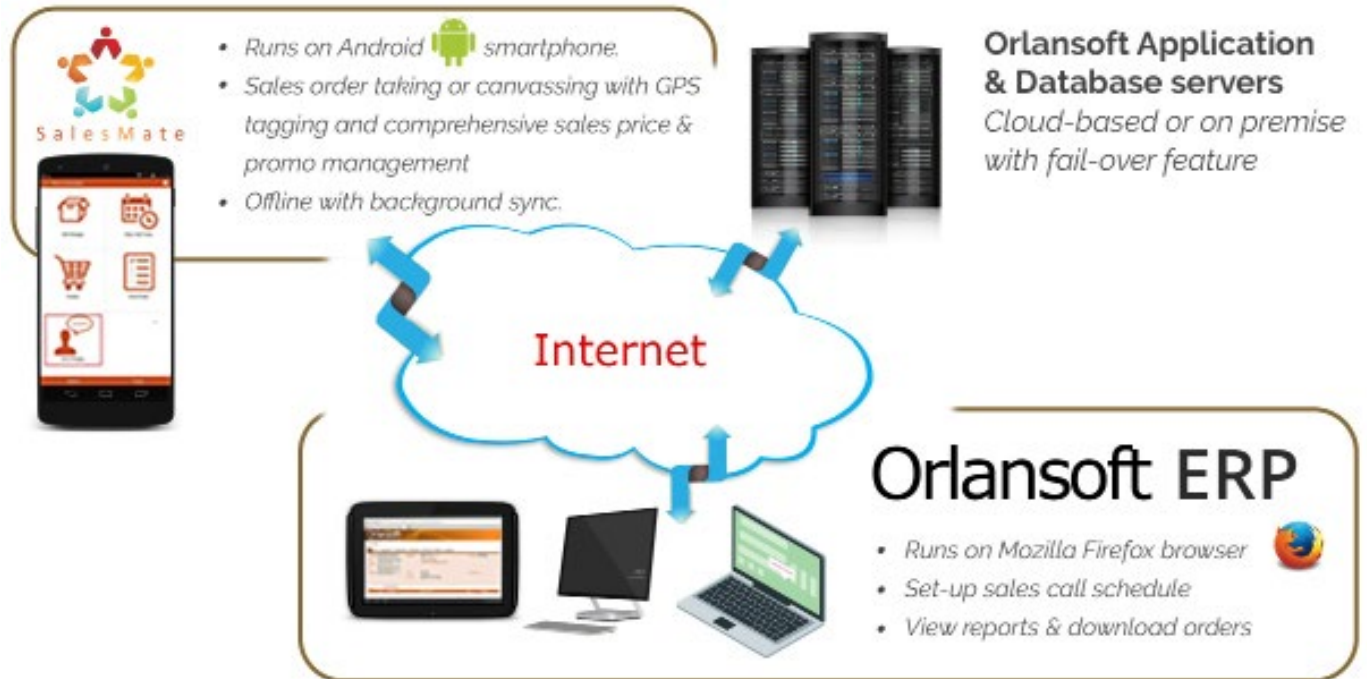 SalesMate
• Runs on Android smartphone.
• Sales order taking or canvassing with GPS
tagging and comprehensive sales price &
promo management
• Offline with background sync.
Orlansoft Application
& Database servers
Cloud-based or on premise
with fail-over feature
Internet
Orlansoft ERP
• Runs on Mozilla Firefox browser
• Set-up sales call schedule
• View reports & download orders